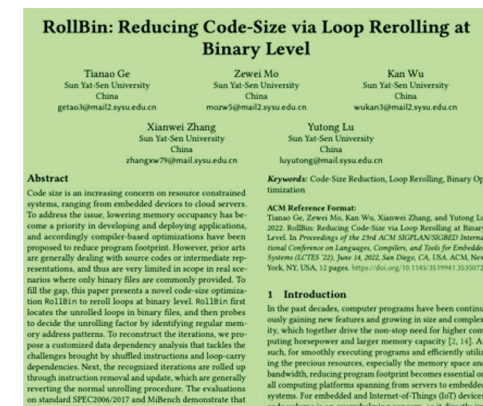 RollBin: Reducing Code-Size via Loop Rerolling at
Binary Level
Tianao Ge
Sun Yat-Sen University
China
getao3@mail2.sysu.edu.cn
Zewei Mo
Sun Yat-Sen University
China
mozw5@mail2.sysu.edu.cn
Kan Wu
Sun Yat-Sen University
China
wukan3@mail2.sysu.edu.cn
Xianwei Zhang
Sun Yat-Sen University
China
zhangxw79@mail.sysu.edu.cn
Yutong Lu
Sun Yat-Sen University
China
luyutong@mail.sysu.edu.cn
Abstract
Code size is an increasing concern on resource constrained
systems, ranging from embedded devices to cloud servers.
To address the issue, lowering memory occupancy has be-
come a priority in developing and deploying applications,
and accordingly compiler-based optimizations have been
proposed to reduce program footprint. However, prior arts
are generally dealing with source codes or intermediate rep-
resentations, and thus are very limited in scope in real sce-
narios where only binary files are commonly provided. To
fill the gap, this paper presents a novel code-size optimiza-
tion RollBin to reroll loops at binary level. RollBin first
locates the unrolled loops in binary files, and then probes
to decide the unrolling factor by identifying regular mem-
ory address patterns. To reconstruct the iterations, we pro-
pose a customized data dependency analysis that tackles the
challenges brought by shuffled instructions and loop-carry
dependencies. Next, the recognized iterations are rolled up
through instruction removal and update, which are generally
reverting the normal unrolling procedure. The evaluations
on standard SPEC2006/2017 and MiBench demonstrate that
Keywords: Code-Size Reduction, Loop Rerolling, Binary Op-
timization
ACM Reference Format:
Tianao Ge, Zewei Mo, Kan Wu, Xianwei Zhang, and Yutong Lu
2022. RollBin: Reducing Code-Size via Loop Rerolling at Binary
Level. In Proceedings of the 23rd ACM SIGPLAN/SIGBED Interna
tional Conference on Languages, Compilers, and Tools for Embedded
Systems (LCTES '22), June 14, 2022, San Diego, CA, USA. ACM, New
York, NY, USA, 12 pages. https://doi.org/10.1145/3519941.3535072
1 Introduction
In the past decades, computer programs have been continu
ously gaining new features and growing in size and complex
ity, which together drive the non-stop need for higher com
puting horsepower and larger memory capacity [2, 14]. As
such, for smoothly executing programs and efficiently utiliz
ing the precious resources, especially the memory space and
bandwidth, reducing program footprint becomes essential on
all computing platforms spanning from servers to embedded
systems. For embedded and Internet-of-Things (IoT) devices